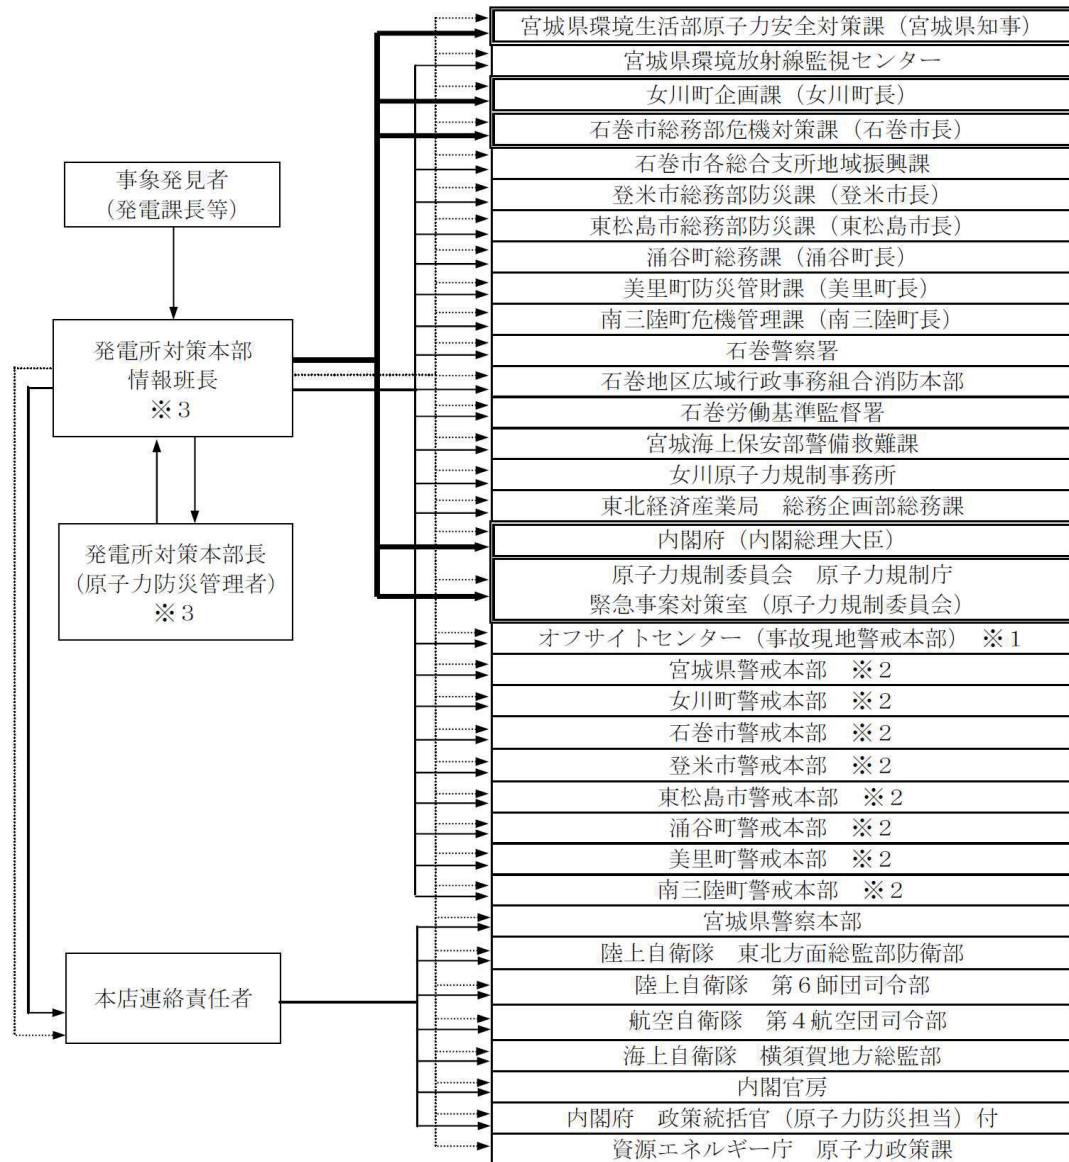 事象発見者
(発電課長等)
発電所対策本部
情報班長
※3
発電所対策本部長
(原子力防災管理者)
※3
本店連絡責任者
宮城県環境生活部原子力安全対策課(宮城県知事)
宮城県環境放射線監視センター
女川町企画課(女川町長)
石巻市総務部危機対策課(石巻市長)
石巻市各総合支所地域振興課
登米市総務部防災課(登米市長)
東松島市総務部防災課(東松島市長)
涌谷町総務課(涌谷町長)
美里町防災管財課(美里町長)
南三陸町危機管理課(南三陸町長)
石巻警察署
石巻地区広域行政事務組合消防本部
石巻労働基準監督署
宮城海上保安部警備救難課
女川原子力規制事務所
東北経済産業局 総務企画部総務課
内閣府(内閣総理大臣)
原子力規制委員会 原子力規制庁
緊急事案対策室(原子力規制委員会)
オフサイトセンター(事故現地警戒本部) ※1
宮城県警戒本部 ※2
女川町警戒本部 ※2
石巻市警戒本部 ※2
登米市警戒本部 ※2
東松島市警戒本部 ※2
涌谷町警戒本部 ※2
美里町警戒本部 ※2
南三陸町警戒本部 ※2
宮城県警察本部
陸上自衛隊 東北方面総監部防衛部
陸上自衛隊 第6師団司令部
航空自衛隊 第4航空団司令部
海上自衛隊 横須賀地方総監部
内閣官房
内閣府 政策統括官(原子力防災担当)付
資源エネルギー庁 原子力政策課